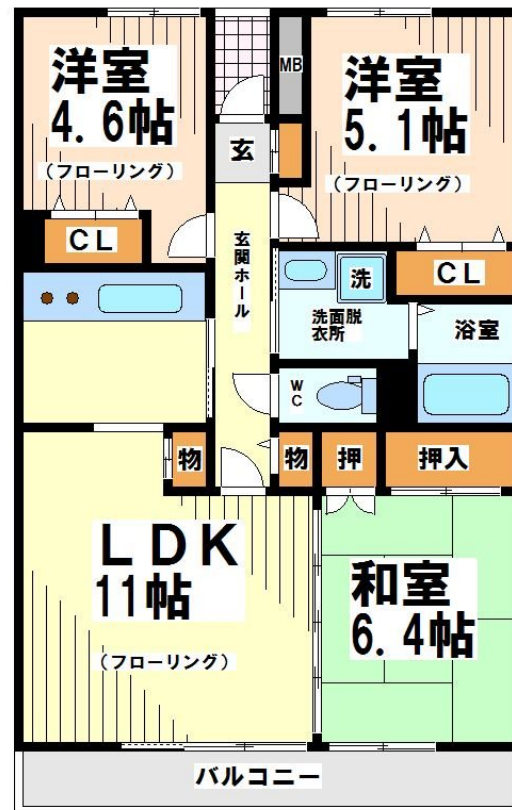 洋室
4.6帖
(フローリング)
CL
MB
玄
洋室
5.1帖
(フローリング)
CL
玄関ホール
洗
洗面脱
衣所
浴室
WC
物
物
押
押入
LDK
11帖
(フローリング)
和室
6.4帖
バルコニー